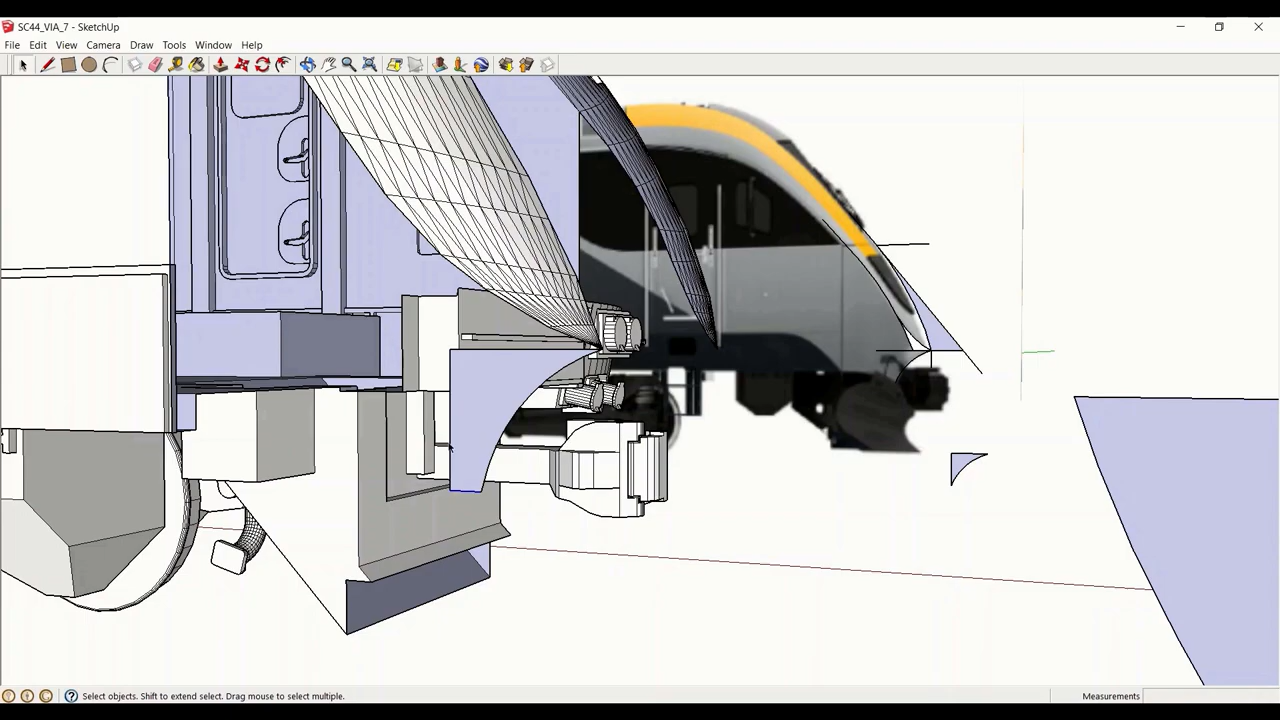 SC44_VIA_7 - SketchUp
File Edit View Camera Draw Tools Window Help
Select objects. Shift to extend select. Drag mouse to select multiple.
Measurements